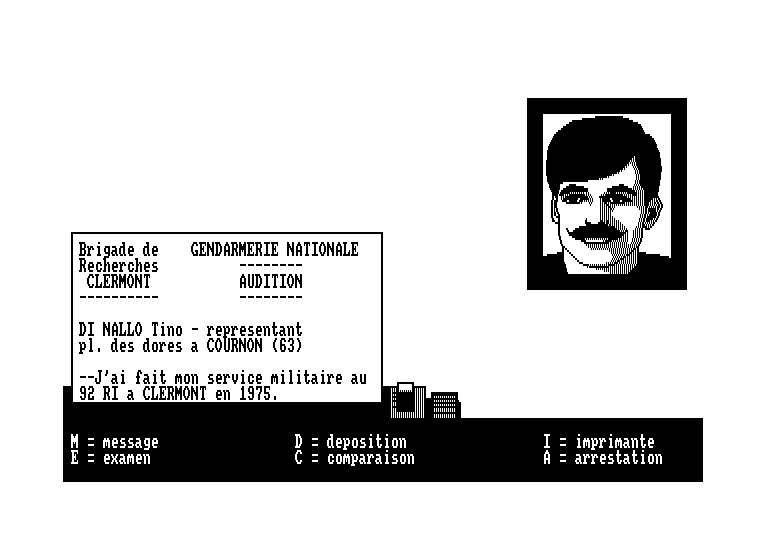 Brigade de    GENDARMERIE NATIONALE
Recherches          --------
 CLERMONT           AUDITION
----------          --------
DI NALLO Tino - representant
pl. des dores a COURNON (63)
--J'ai fait mon service militaire au
92 RI a CLERMONT en 1975.
M = message    D = deposition    I = imprimante
E = examen    C = comparaison    A = arrestation